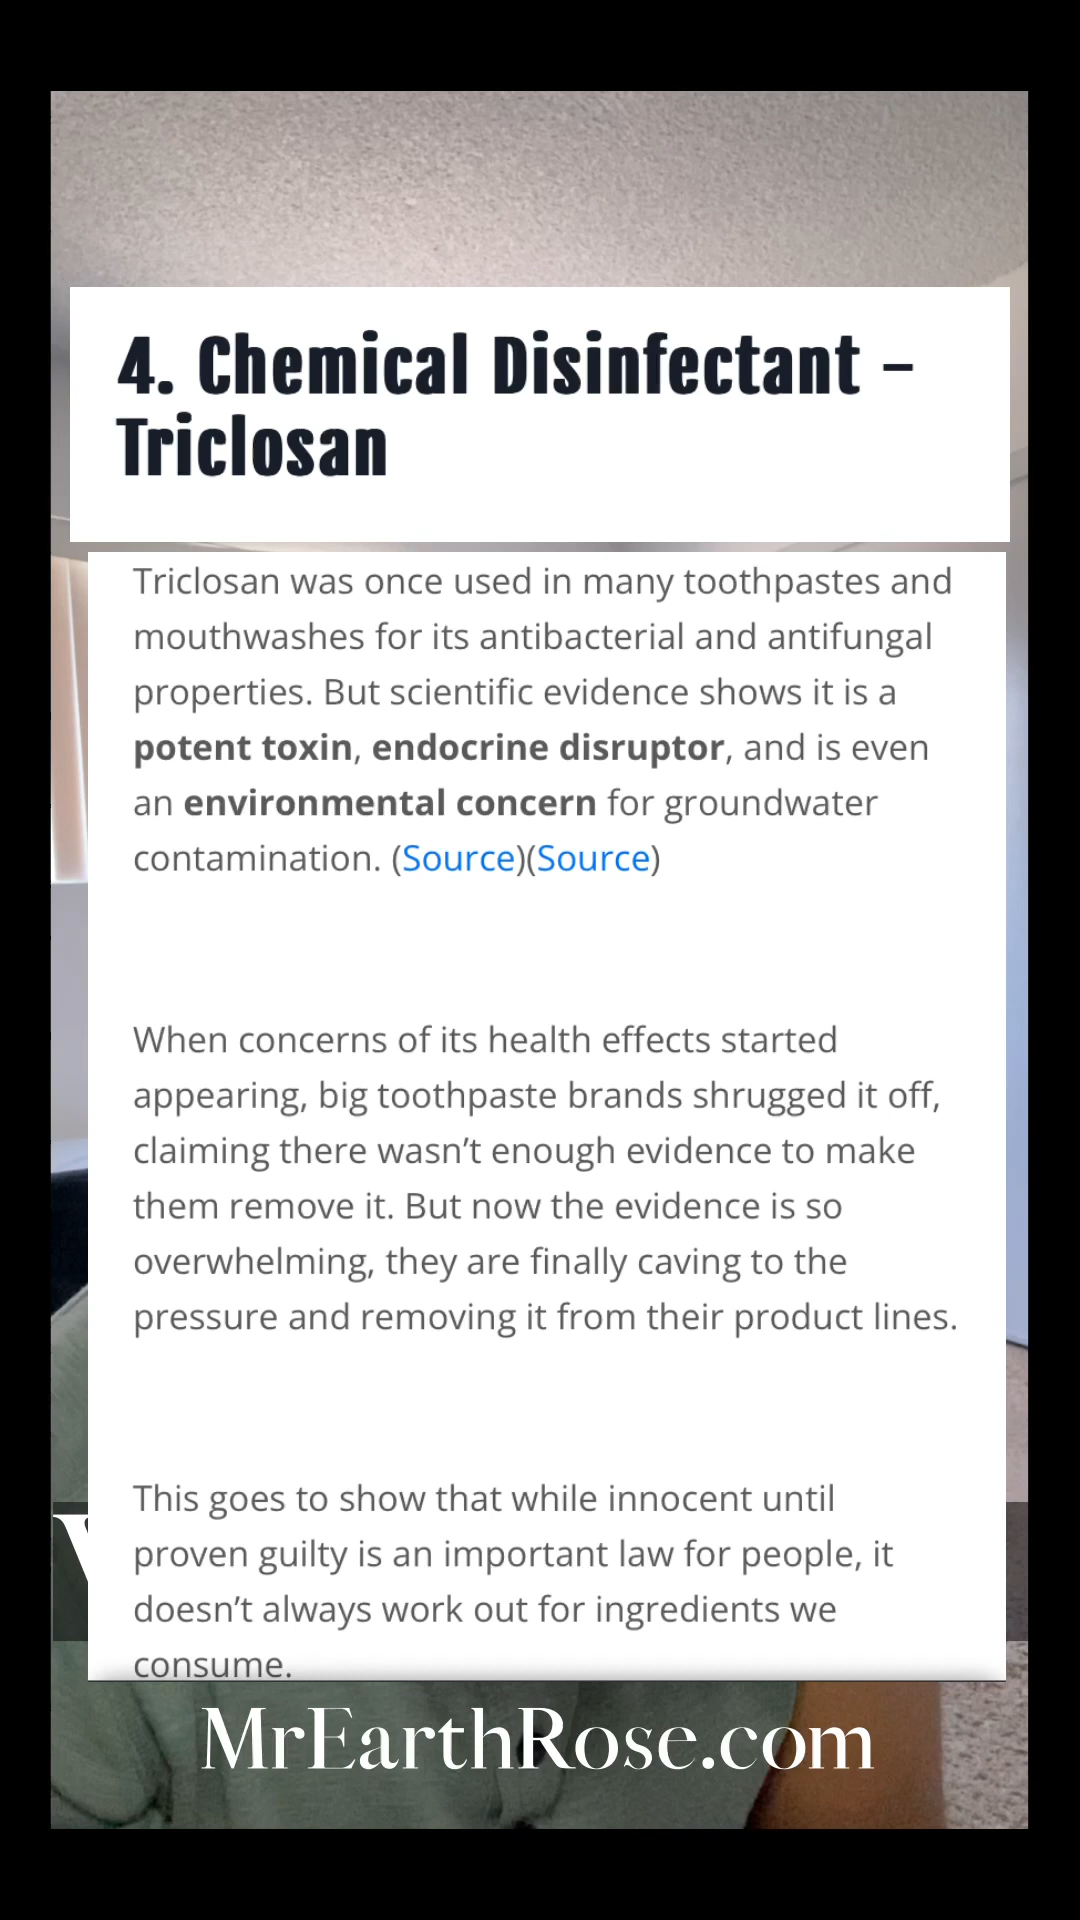 4. Chemical Disinfectant –
Triclosan
Triclosan was once used in many toothpastes and
mouthwashes for its antibacterial and antifungal
properties. But scientific evidence shows it is a
potent toxin, endocrine disruptor, and is even
an environmental concern for groundwater
contamination. (Source)(Source)
When concerns of its health effects started
appearing, big toothpaste brands shrugged it off,
claiming there wasn’t enough evidence to make
them remove it. But now the evidence is so
overwhelming, they are finally caving to the
pressure and removing it from their product lines.
This goes to show that while innocent until
proven guilty is an important law for people, it
doesn’t always work out for ingredients we
consume.
MrEarthRose.com